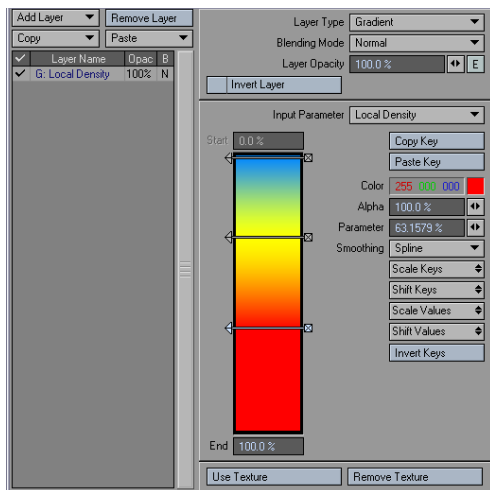 Add Layer Remove Layer
Copy Paste
Layer Name Opac B
G: Local Density 100% N
Layer Type Gradient
Blending Mode Normal
Layer Opacity 100.0 % E
Invert Layer
Input Parameter Local Density
Start 0.0 %
Copy Key
Paste Key
Color 255 000 000
Alpha 100.0 %
Parameter 63.1579 %
Smoothing Spline
Scale Keys
Shift Keys
Scale Values
Shift Values
Invert Keys
End 100.0 %
Use Texture Remove Texture